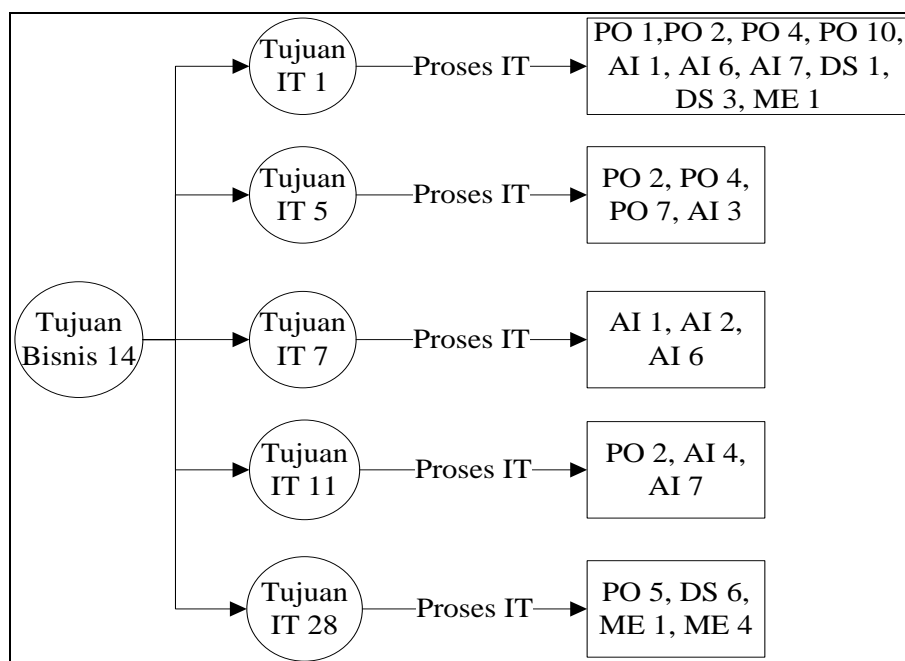 Tujuan
IT 1
Proses IT
PO 1,PO 2, PO 4, PO 10,
AI 1, AI 6, AI 7, DS 1,
DS 3, ME 1
Tujuan
IT 5
Proses IT
PO 2, PO 4,
PO 7, AI 3
Tujuan
Bisnis 14
Tujuan
IT 7
Proses IT
AI 1, AI 2,
AI 6
Tujuan
IT 11
Proses IT
PO 2, AI 4,
AI 7
Tujuan
IT 28
Proses IT
PO 5, DS 6,
ME 1, ME 4